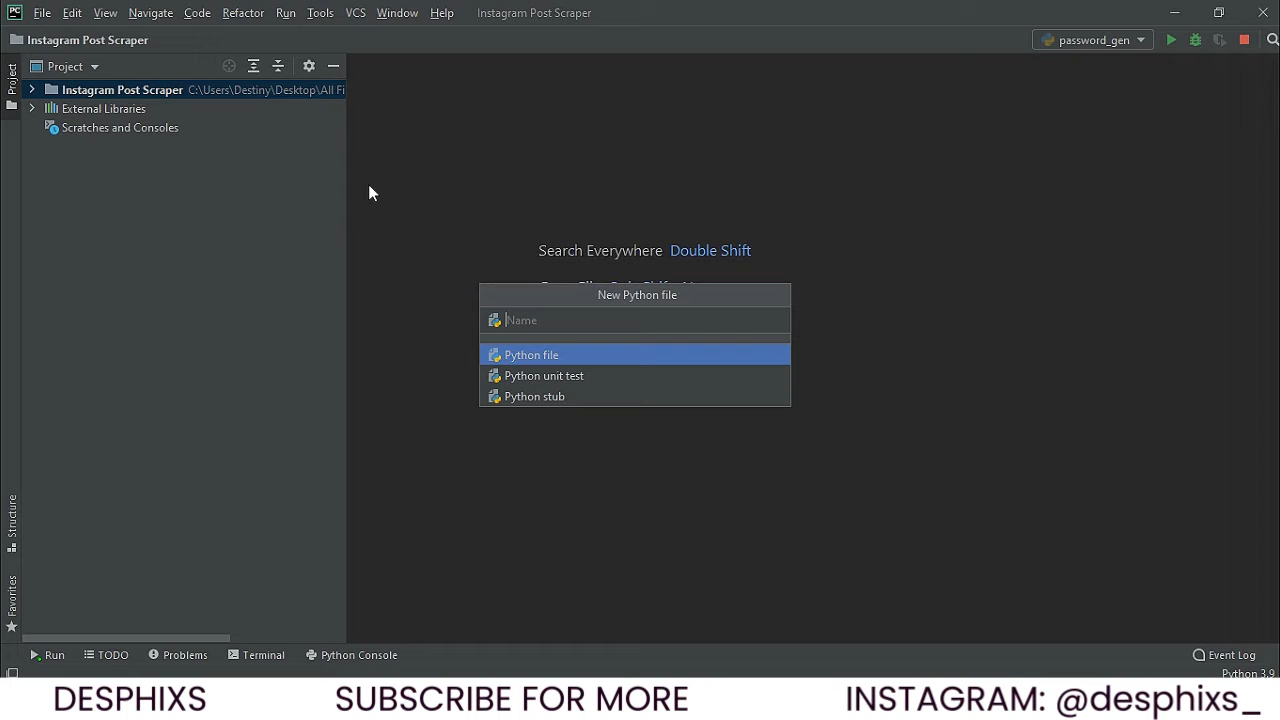 PC File Edit View Navigate Code Refactor Run Tools VCS Window Help Instagram Post Scraper
Instagram Post Scraper password_gen
Project
Project
Instagram Post Scraper C:\Users\Destiny\Desktop\All Fi
External Libraries
Scratches and Consoles
Search Everywhere Double Shift
New Python file
Name
Python file
Python unit test
Python stub
Structure
Favorites
Run TODO Problems Terminal Python Console Event Log
Python 3.9
DESPHIXS SUBSCRIBE FOR MORE INSTAGRAM: @desphixs_